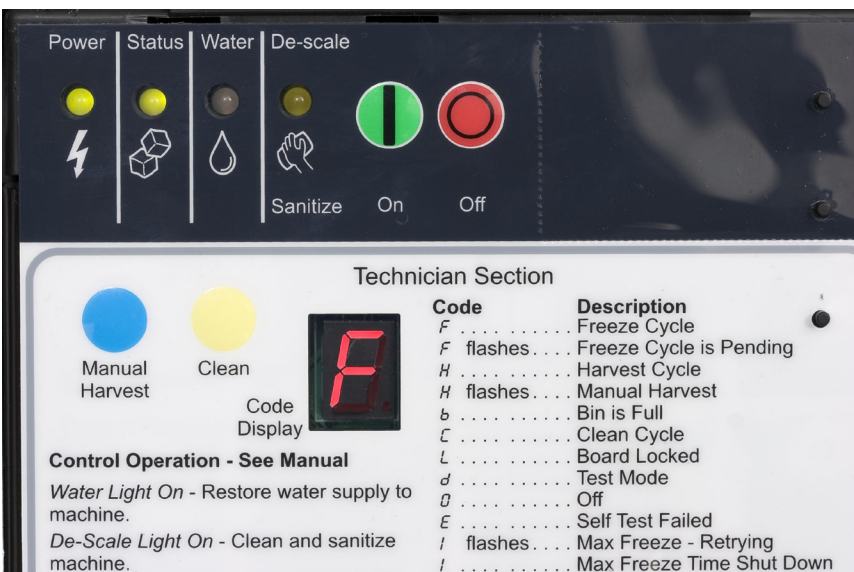 Power Status Water De-scale
Sanitize On Off
Technician Section
Manual Harvest
Clean
Code Display
F
Control Operation - See Manual
Water Light On - Restore water supply to
machine.
De-Scale Light On - Clean and sanitize
machine.
Code Description
F . . . . . . . . . . Freeze Cycle
F flashes . . . . Freeze Cycle is Pending
H . . . . . . . . . . Harvest Cycle
H flashes . . . . Manual Harvest
b . . . . . . . . . . Bin is Full
C . . . . . . . . . . Clean Cycle
L . . . . . . . . . . Board Locked
d . . . . . . . . . . Test Mode
0 . . . . . . . . . . Off
E . . . . . . . . . . Self Test Failed
1 flashes . . . . Max Freeze - Retrying
1 . . . . . . . . . . Max Freeze Time Shut Down